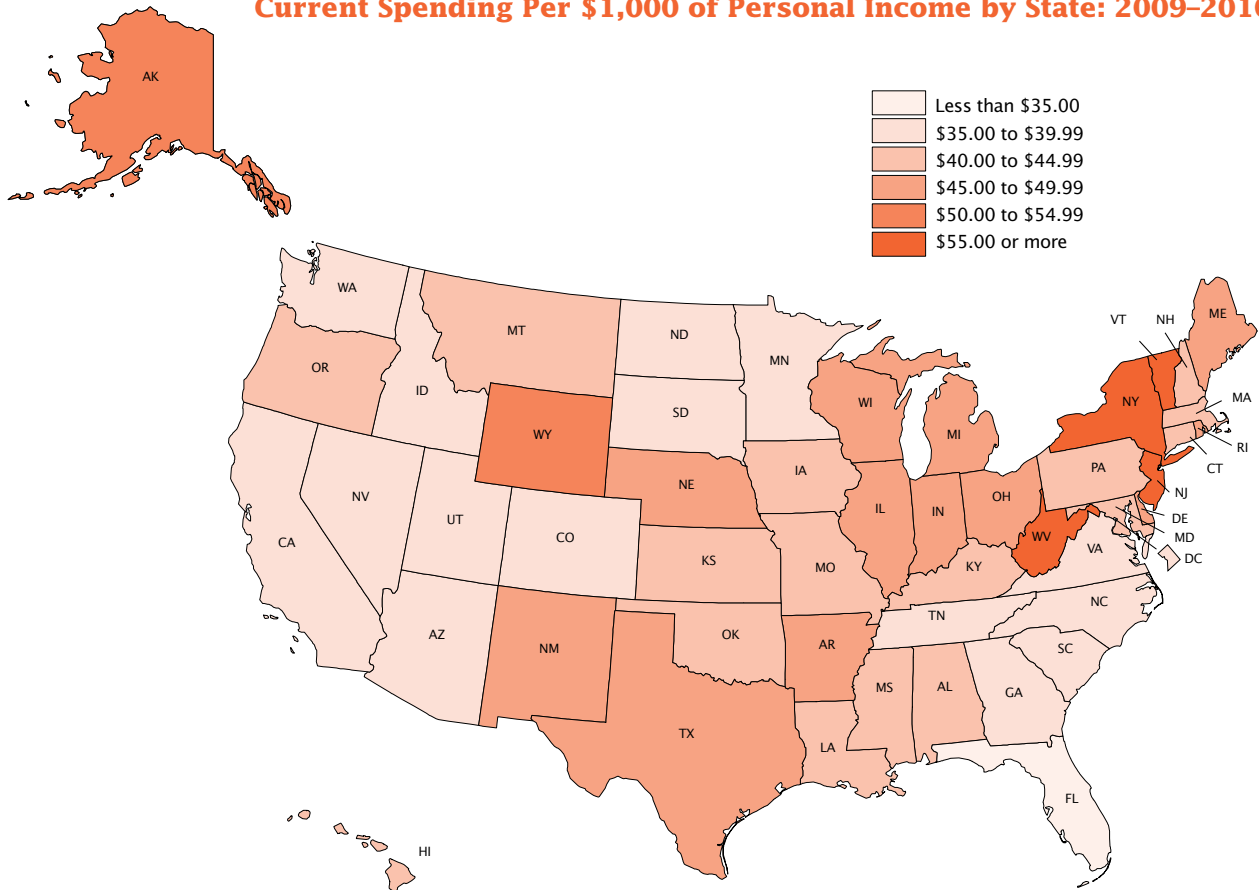 Current Spending Per $1,000 of Personal Income by State: 2009–2010
AK
Less than $35.00
$35.00 to $39.99
$40.00 to $44.99
$45.00 to $49.99
$50.00 to $54.99
$55.00 or more
WA
MT
ND
MN
VT
NH
ME
OR
ID
SD
WI
NY
MA
WY
MI
RI
IA
PA
CT
NV
NE
OH
NJ
UT
IL
IN
DE
CA
CO
WV
MD
VA
DC
KS
MO
KY
AZ
NM
OK
AR
TN
NC
SC
MS
AL
GA
TX
LA
FL
HI